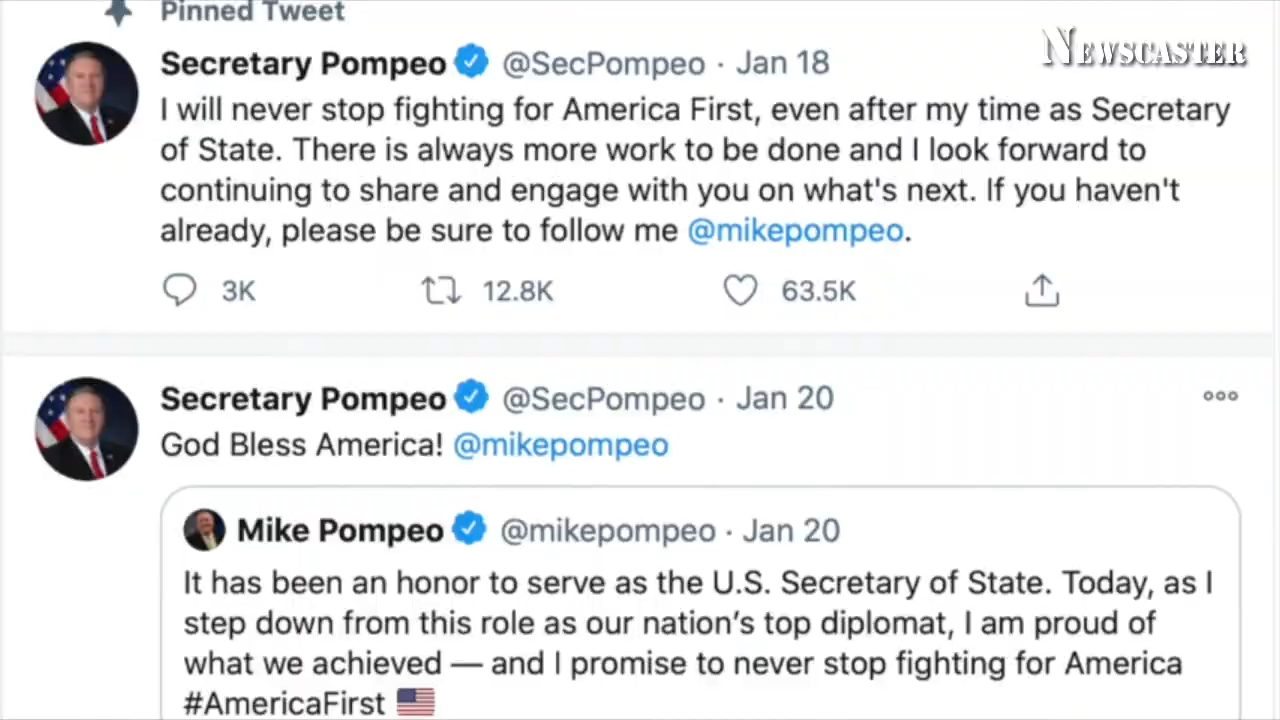 Pinned Tweet
NEWSCASTER
Secretary Pompeo @SecPompeo · Jan 18
I will never stop fighting for America First, even after my time as Secretary
of State. There is always more work to be done and I look forward to
continuing to share and engage with you on what's next. If you haven't
already, please be sure to follow me @mikepompeo.
3K 12.8K 63.5K
Secretary Pompeo @SecPompeo · Jan 20
God Bless America! @mikepompeo
Mike Pompeo @mikepompeo · Jan 20
It has been an honor to serve as the U.S. Secretary of State. Today, as I
step down from this role as our nation’s top diplomat, I am proud of
what we achieved — and I promise to never stop fighting for America
#AmericaFirst